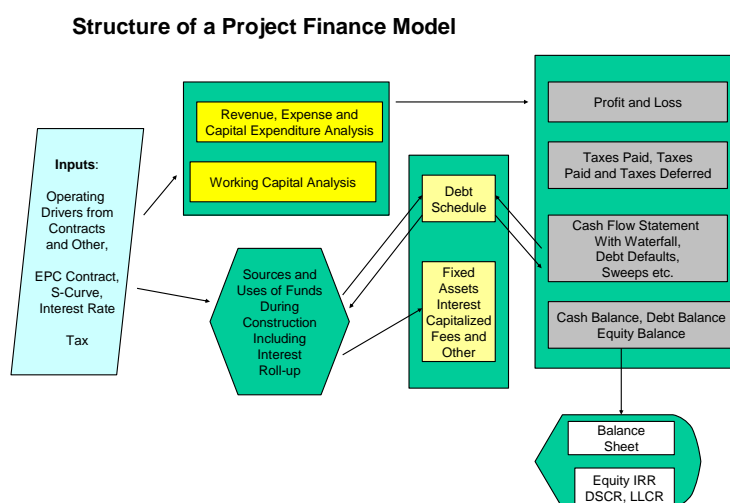 Structure of a Project Finance Model
Inputs:
Operating
Drivers from
Contracts
and Other,
EPC Contract,
S-Curve,
Interest Rate
Tax
Revenue, Expense and
Capital Expenditure Analysis
Working Capital Analysis
Sources and
Uses of Funds
During
Construction
Including
Interest
Roll-up
Debt
Schedule
Fixed
Assets
Interest
Capitalized
Fees and
Other
Profit and Loss
Taxes Paid, Taxes
Paid and Taxes Deferred
Cash Flow Statement
With Waterfall,
Debt Defaults,
Sweeps etc.
Cash Balance, Debt Balance
Equity Balance
Balance
Sheet
Equity IRR
DSCR, LLCR